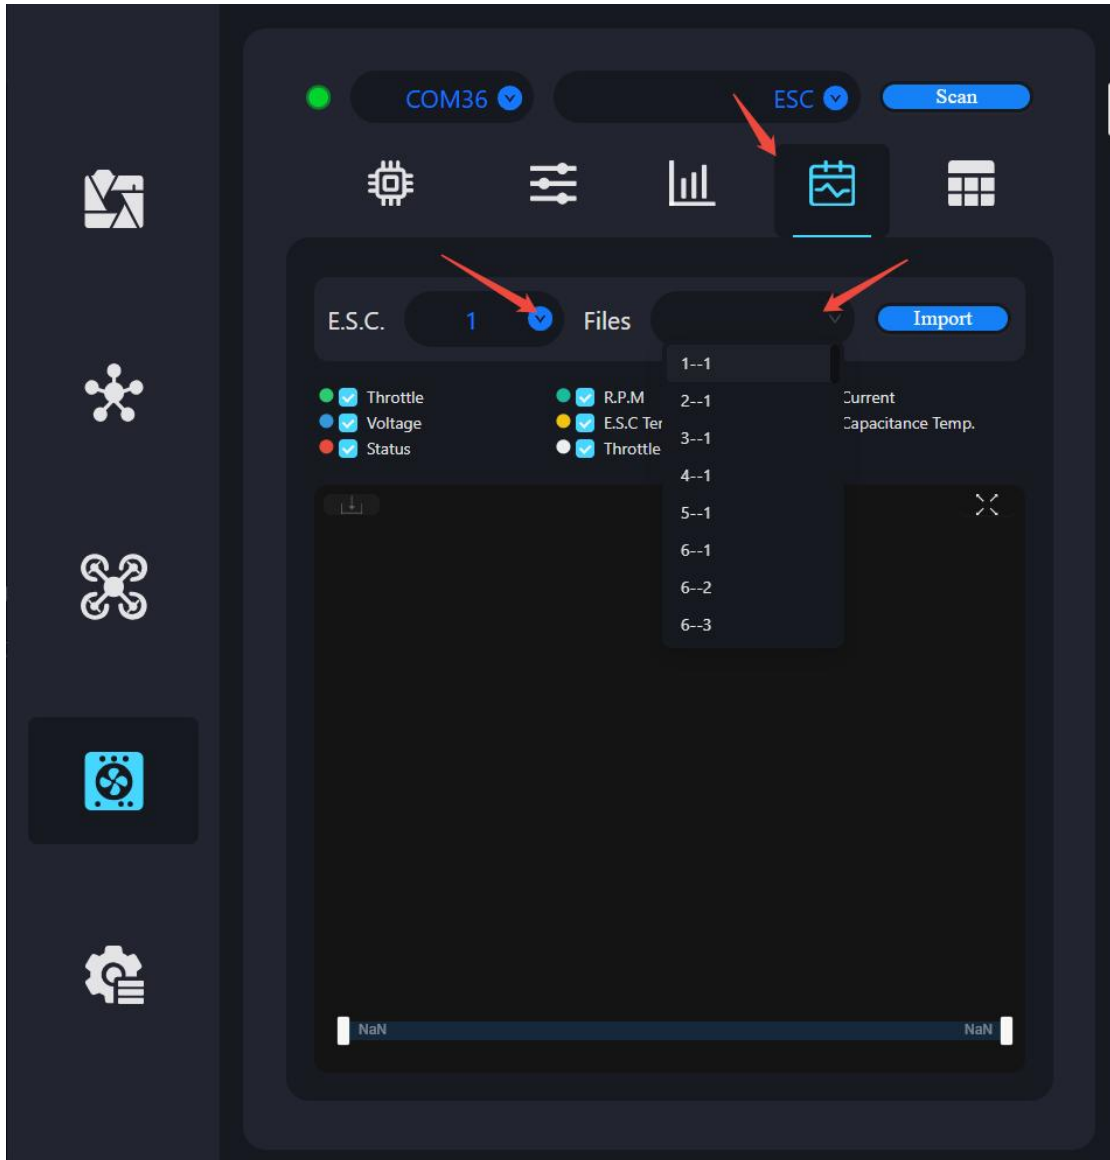 COM36 ESC Scan
E.S.C. 1 Files Import
1--1
2--1
3--1
4--1
5--1
6--1
6--2
6--3
Throttle R.P.M Current
Voltage E.S.C Capacitance Temp.
Status Throttle
NaN NaN